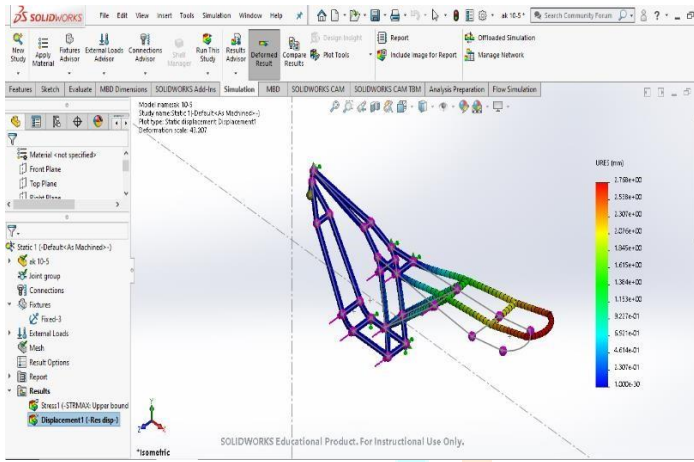 SOLIDWORKS
File Edit View Insert Tools Simulation Window Help
ak 10-5 *
Search Community Forum
New Study
Apply Material
Fixtures Advisor
External Loads Advisor
Connections Advisor
Shell Manager
Run This Study
Results Advisor
Deformed Result
Compare Results
Design Insight
Plot Tools
Report
Include Image for Report
Offloaded Simulation
Manage Network
Features Sketch Evaluate MBD Dimensions SOLIDWORKS Add-Ins Simulation MBD SOLIDWORKS CAM SOLIDWORKS CAM TBM Analysis Preparation Flow Simulation
Model name:ak 10-5
Study name:Static 1(-Default<As Machined>-)
Plot type: Static displacement Displacement1
Deformation scale: 43.207
Material <not specified>
Front Plane
Top Plane
Right Plane
Static 1 (-Default<As Machined>-)
ak 10-5
Joint group
Connections
Fixtures
Fixed-3
External Loads
Mesh
Result Options
Report
Results
Stress1 (-STRMAX: Upper bound
Displacement1 (-Res disp-)
URES (mm)
2.768e+00
2.538e+00
2.307e+00
2.076e+00
1.845e+00
1.615e+00
1.384e+00
1.153e+00
9.227e-01
6.921e-01
4.614e-01
2.307e-01
1.000e-30
*Isometric
SOLIDWORKS Educational Product. For Instructional Use Only.